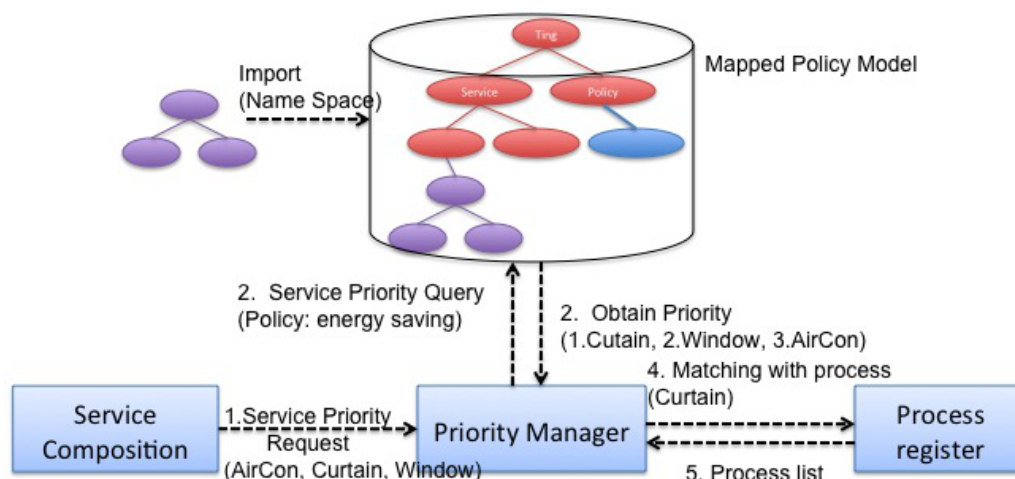 Ting
Mapped Policy Model
Import
(Name Space)
Service
Policy
2. Service Priority Query
(Policy: energy saving)
2. Obtain Priority
(1.Cutain, 2.Window, 3.AirCon)
4. Matching with process
(Curtain)
Service
Composition
1.Service Priority
Request
(AirCon, Curtain, Window)
Priority Manager
Process
register
5. Process list